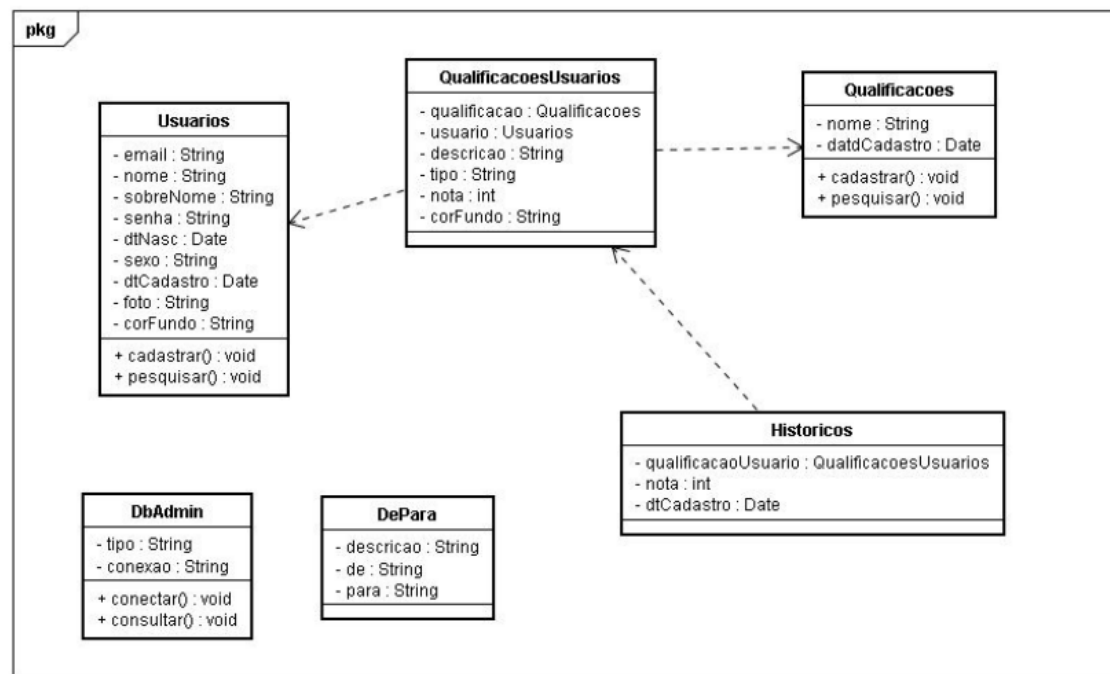 pkg
Usuarios
- email : String
- nome : String
- sobreNome : String
- senha : String
- dtNasc : Date
- sexo : String
- dtCadastro : Date
- foto : String
- corFundo : String
+ cadastrar() : void
+ pesquisar() : void
QualificacoesUsuarios
- qualificacao : Qualificacoes
- usuario : Usuarios
- descricao : String
- tipo : String
- nota : int
- corFundo : String
Qualificacoes
- nome : String
- datdCadastro : Date
+ cadastrar() : void
+ pesquisar() : void
Historicos
- qualificacaoUsuario : QualificacoesUsuarios
- nota : int
- dtCadastro : Date
DbAdmin
- tipo : String
- conexao : String
+ conectar() : void
+ consultar() : void
DePara
- descricao : String
- de : String
- para : String